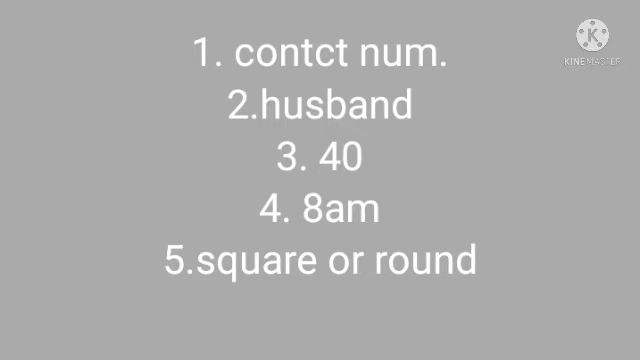 1. contct num.
2.husband
3. 40
4. 8am
5.square or round
KINEMASTER